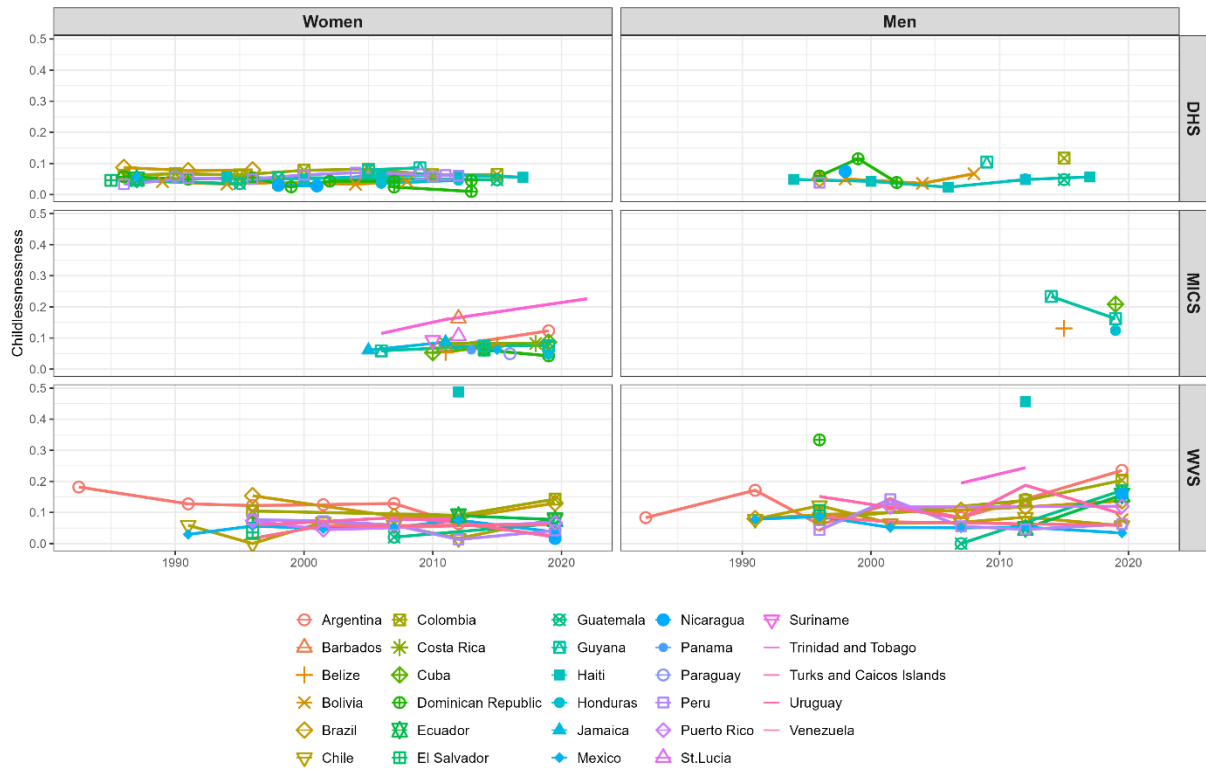 Women Men
0.5
0.4
0.3
0.2
0.1
0.0
DHS
0.5
0.4
0.3
0.2
0.1
0.0
MICS
Childlessnessness
0.5
0.4
0.3
0.2
0.1
0.0
WVS
1990 2000 2010 2020 1990 2000 2010 2020
Argentina Colombia Guatemala Nicaragua Suriname
Barbados Costa Rica Guyana Panama Trinidad and Tobago
Belize Cuba Haiti Paraguay Turks and Caicos Islands
Bolivia Dominican Republic Honduras Peru Uruguay
Brazil Ecuador Jamaica Puerto Rico Venezuela
Chile El Salvador Mexico St.Lucia